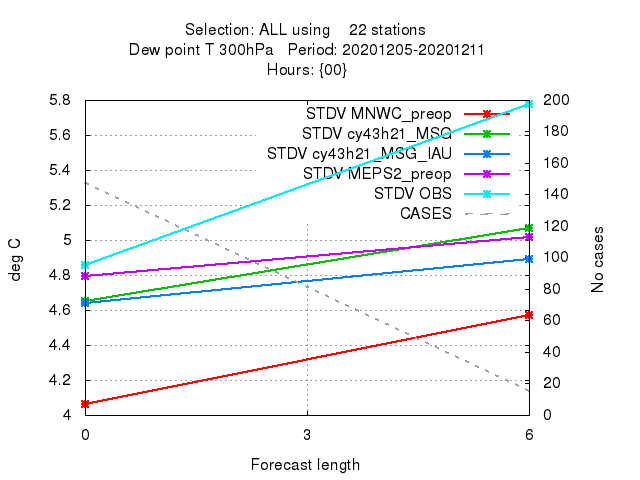 Selection: ALL using 22 stations
Dew point T 300hPa Period: 20201205-20201211
Hours: {00}
STDV MNWC_preop
STDV cy43h21_MSG
STDV cy43h21_MSG_IAU
STDV MEPS2_preop
STDV OBS
CASES
5.8
5.6
5.4
5.2
5
4.8
4.6
4.4
4.2
4
deg C
200
180
160
140
120
100
80
60
40
20
0
No cases
0 3 6
Forecast length